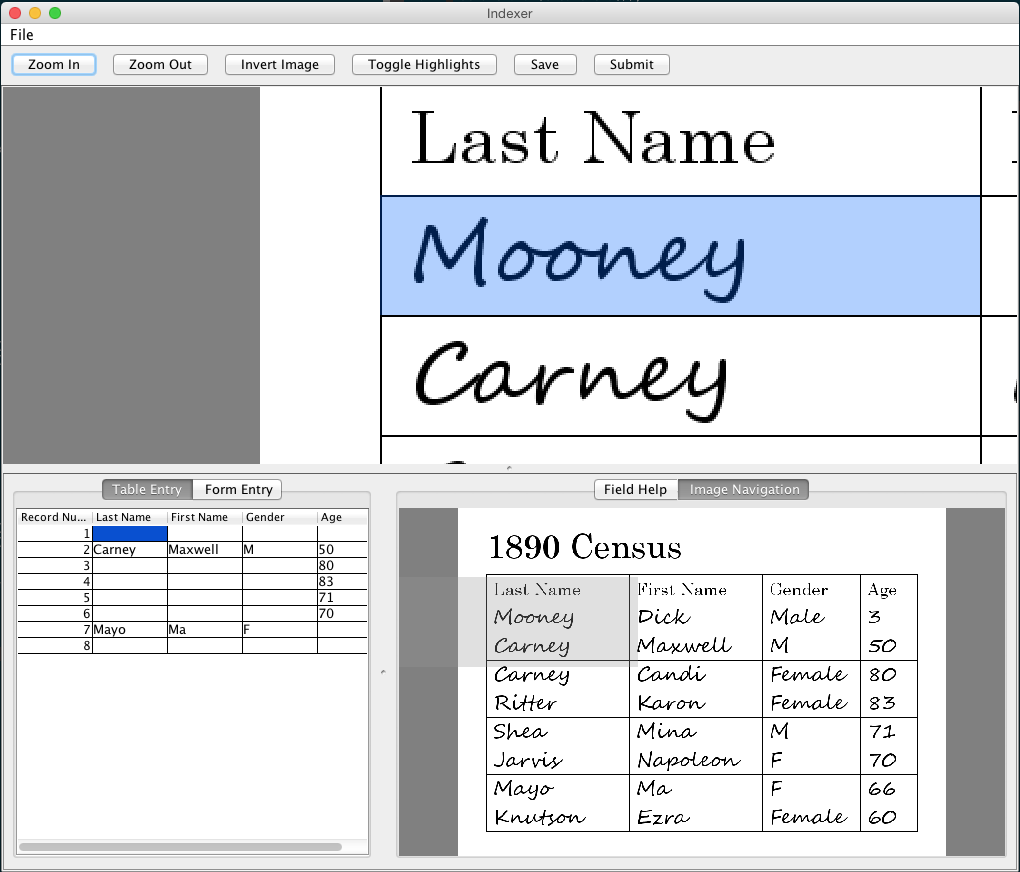 Indexer
File
Zoom In Zoom Out Invert Image Toggle Highlights Save Submit
Last Name
Mooney
Carney
Table Entry Form Entry
Record Nu... Last Name First Name Gender Age
1
2 Carney Maxwell M 50
3 80
4 83
5 71
6 70
7 Mayo Ma F
8
Field Help Image Navigation
1890 Census
Last Name First Name Gender Age
Mooney Dick Male 3
Carney Maxwell M 50
Carney Candi Female 80
Ritter Karon Female 83
Shea Mina M 71
Jarvis Napoleon F 70
Mayo Ma F 66
Knutson Ezra Female 60